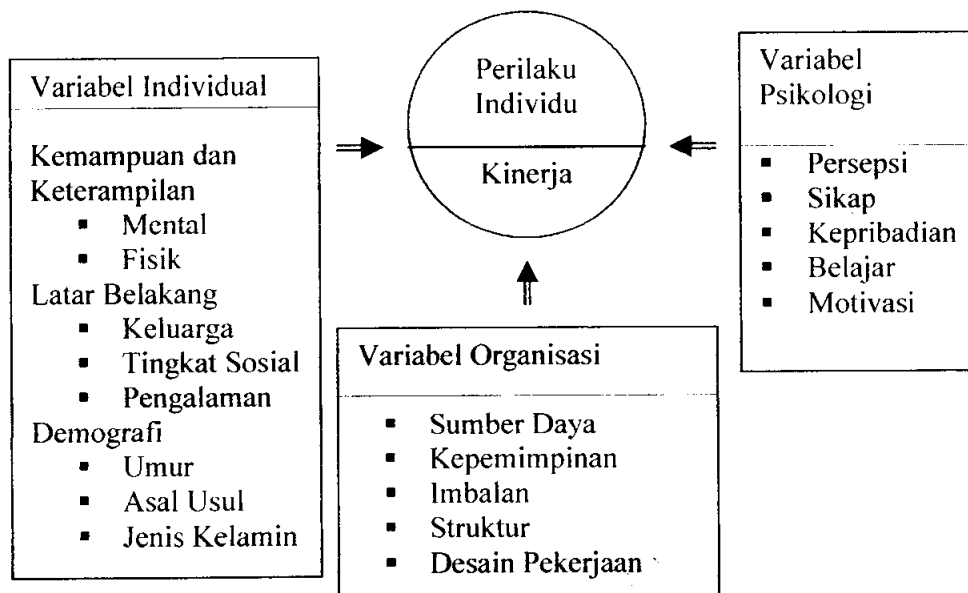 Variabel Individual
Kemampuan dan
Keterampilan
▪ Mental
▪ Fisik
Latar Belakang
▪ Keluarga
▪ Tingkat Sosial
▪ Pengalaman
Demografi
▪ Umur
▪ Asal Usul
▪ Jenis Kelamin
Perilaku
Individu
Kinerja
Variabel
Psikologi
▪ Persepsi
▪ Sikap
▪ Kepribadian
▪ Belajar
▪ Motivasi
Variabel Organisasi
▪ Sumber Daya
▪ Kepemimpinan
▪ Imbalan
▪ Struktur
▪ Desain Pekerjaan